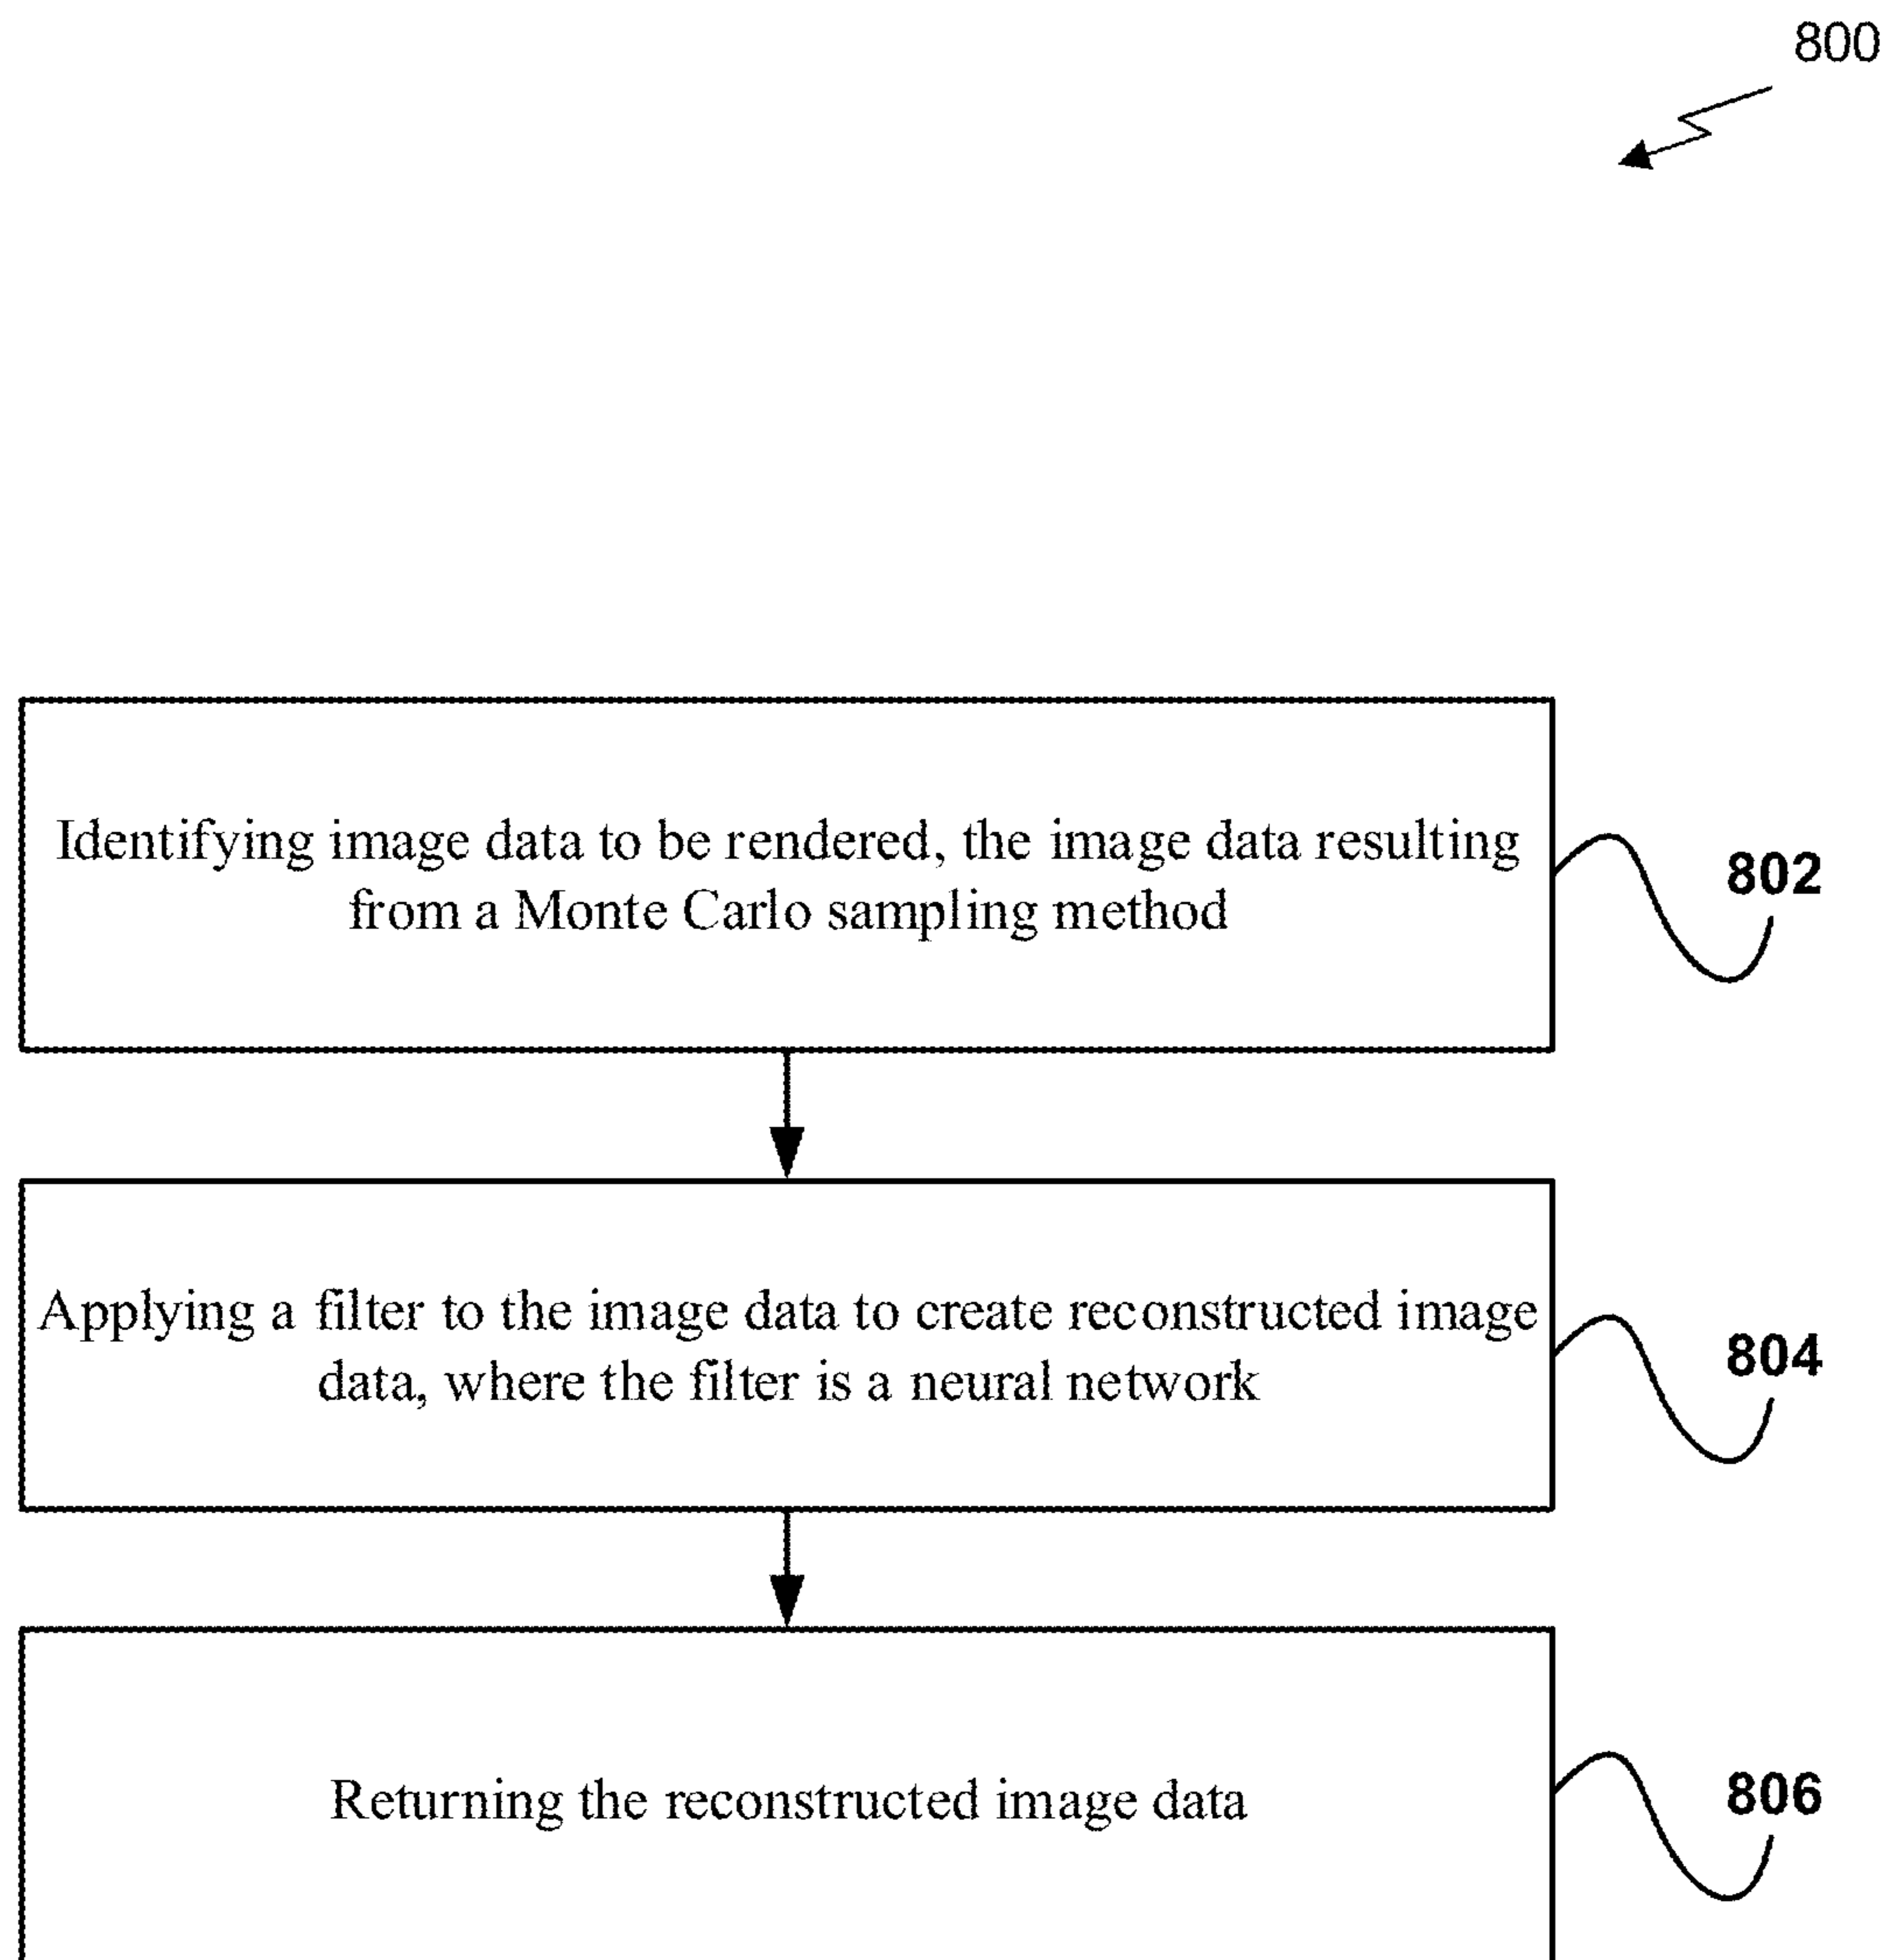 800
Identifying image data to be rendered, the image data resulting
from a Monte Carlo sampling method
802
Applying a filter to the image data to create reconstructed image
data, where the filter is a neural network
804
Returning the reconstructed image data
806